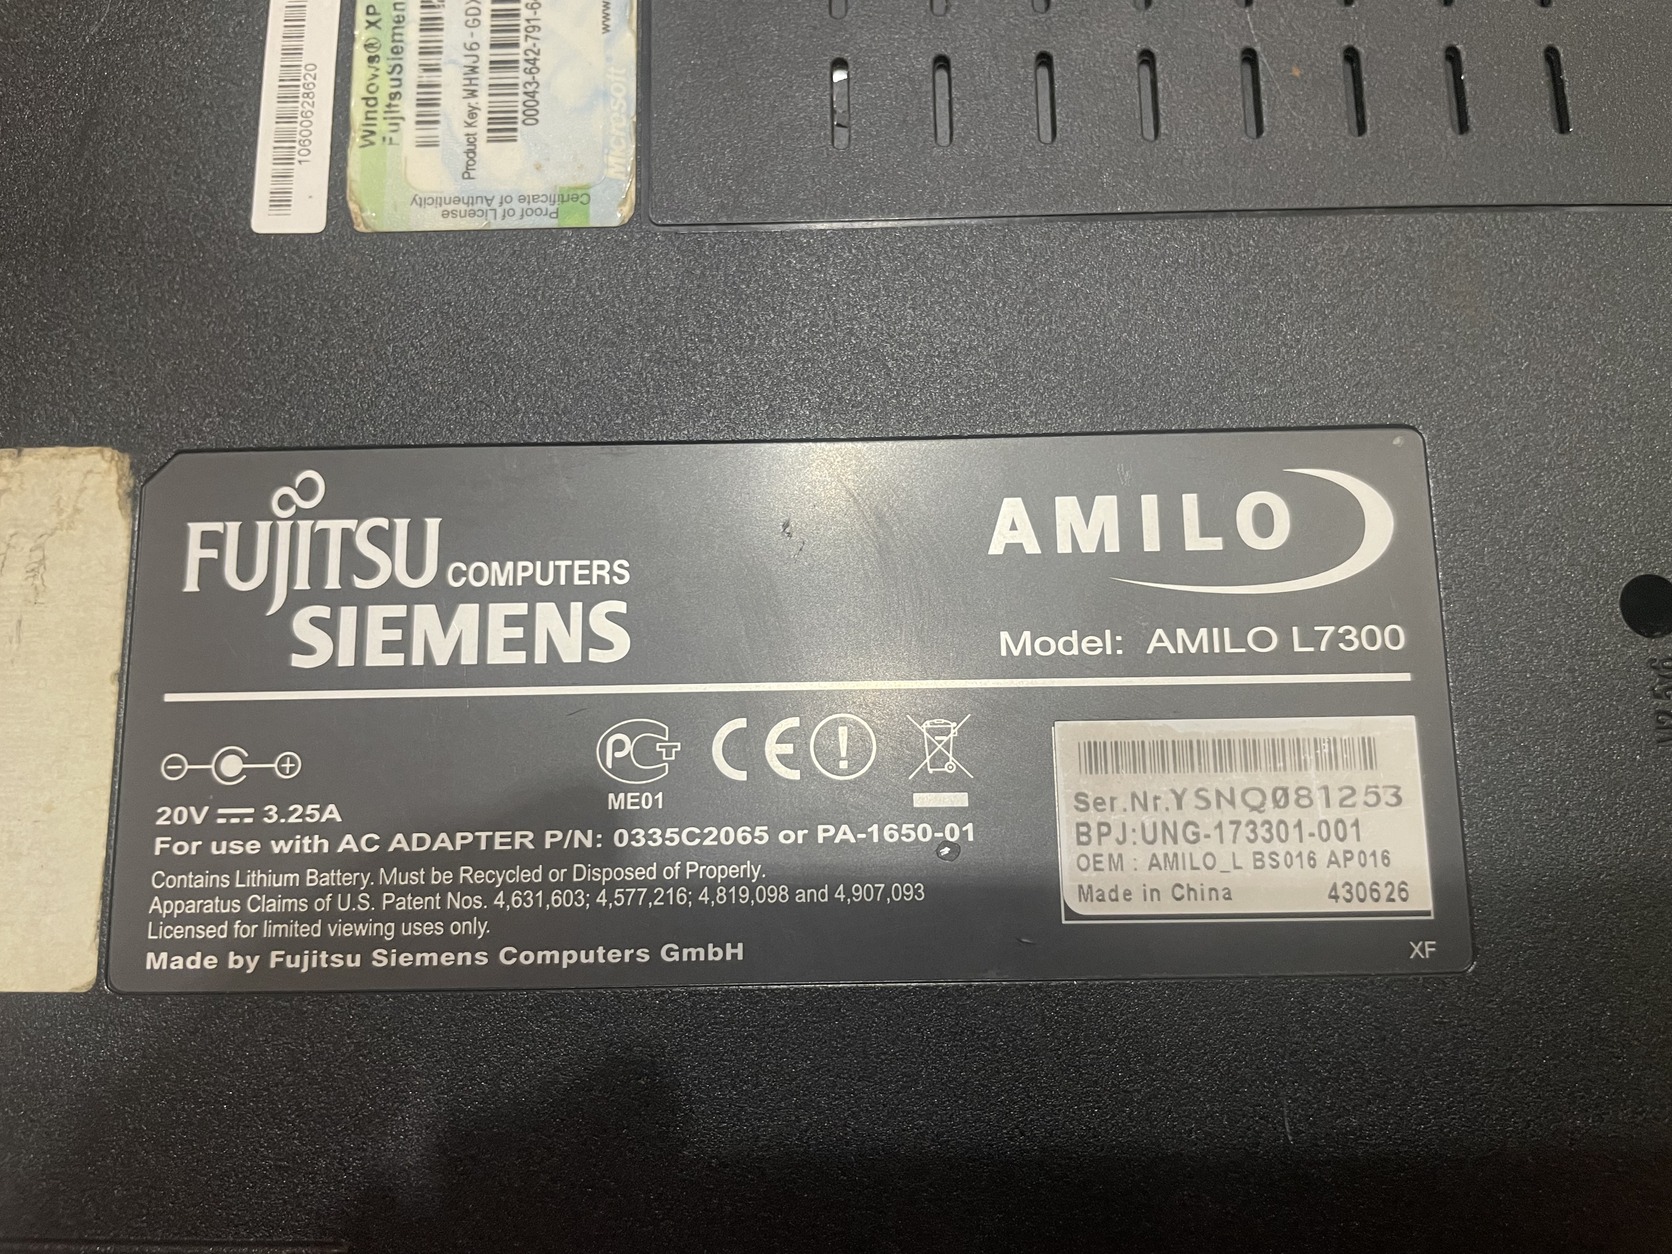 10600628620
Windows® XP
FujitsuSiemen
Product Key: WHWJ6-GD
00043-642-791-6
www
Microsoft
Proof of License
Certificate of Authenticity
FUJITSU COMPUTERS
SIEMENS
AMILO
Model: AMILO L7300
20V 3.25A
ME01
CE
For use with AC ADAPTER P/N: 0335C2065 or PA-1650-01
Contains Lithium Battery. Must be Recycled or Disposed of Properly.
Apparatus Claims of U.S. Patent Nos. 4,631,603; 4,577,216; 4,819,098 and 4,907,093
Licensed for limited viewing uses only.
Made by Fujitsu Siemens Computers GmbH
Ser.Nr.YSNQ081253
BPJ:UNG-173301-001
OEM : AMILO_L BS016 AP016
Made in China 430626
XF